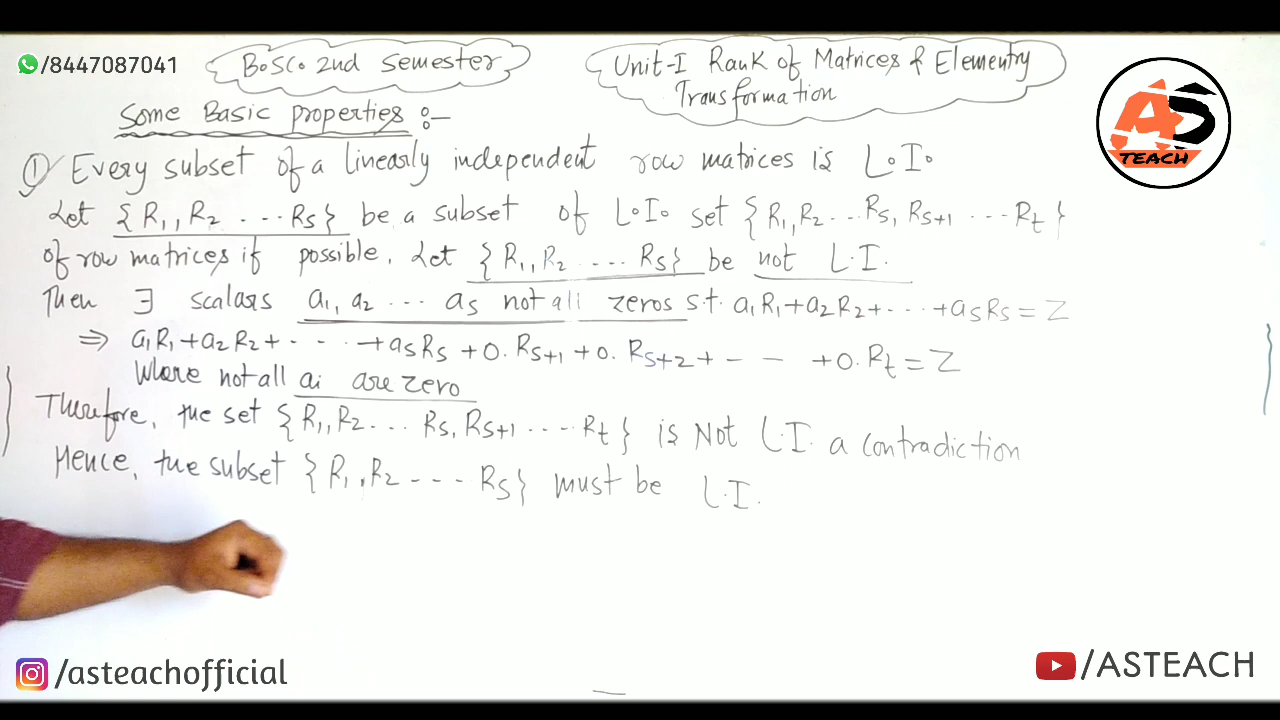 /8447087041
B.Sc. 2nd Semester
Unit-I Rank of Matrices & Elementry
Transformation
AS
TEACH
Some Basic properties :-
① Every subset of a linearly independent row matrices is L.I.
Let {R₁, R₂ ... Rs} be a subset of L.I. set {R₁, R₂ ... Rs, Rs+1 ... Rt}
of row matrices if possible. Let {R₁, R₂ ... Rs} be not L.I.
Then ∃ scalars a₁, a₂ ... as not all zeros s.t. a₁R₁+a₂R₂+...+asRs = Z
⇒ a₁R₁+a₂R₂+- - - +asRs +0. Rs+1 +0. Rs+2 + - - +0. Rt = Z
Where not all ai are zero
Therefore, the set {R₁, R₂ ... Rs, Rs+1 .... Rt} is Not L.I. a contradiction
Hence, the subset {R₁, R₂ ---- Rs} must be L.I.
/asteachofficial
/ASTEACH